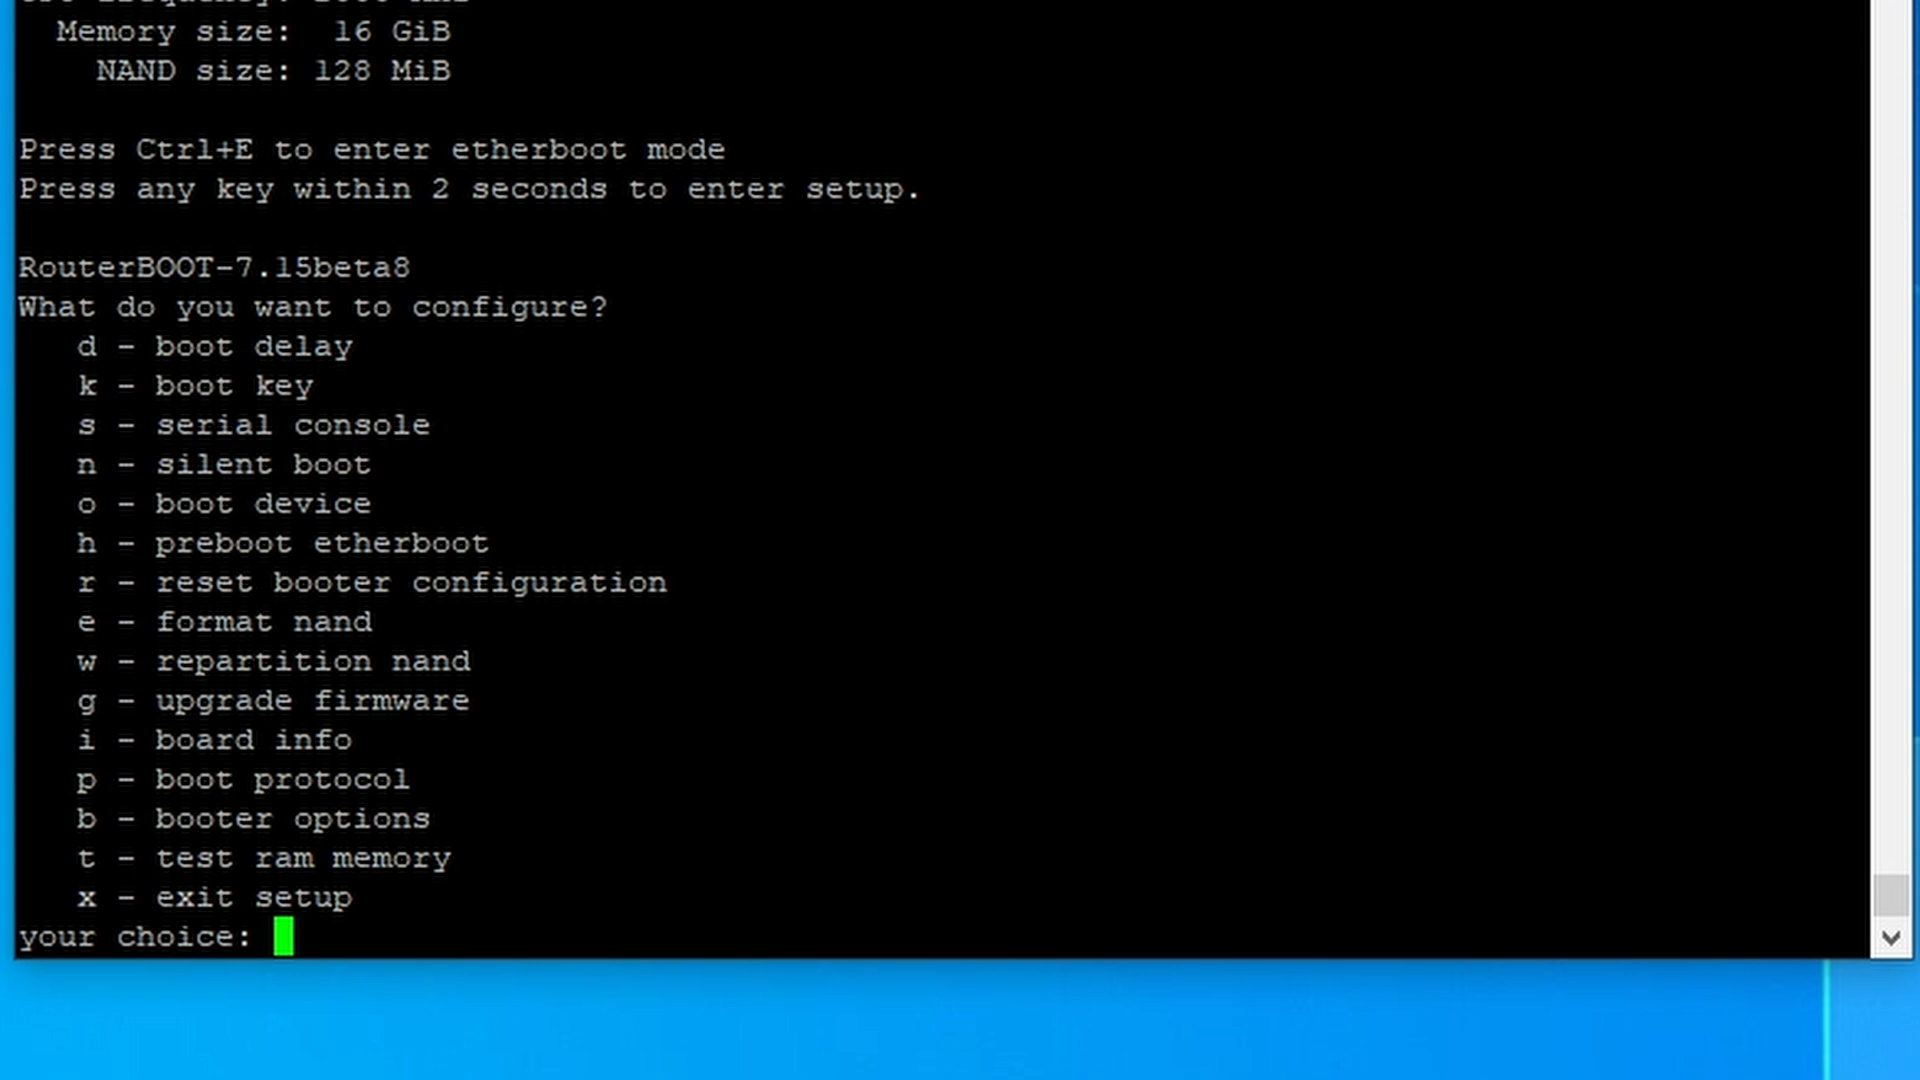 Memory size: 16 GiB
NAND size: 128 MiB
Press Ctrl+E to enter etherboot mode
Press any key within 2 seconds to enter setup.
RouterBOOT-7.15beta8
What do you want to configure?
d - boot delay
k - boot key
s - serial console
n - silent boot
o - boot device
h - preboot etherboot
r - reset booter configuration
e - format nand
w - repartition nand
g - upgrade firmware
i - board info
p - boot protocol
b - booter options
t - test ram memory
x - exit setup
your choice: